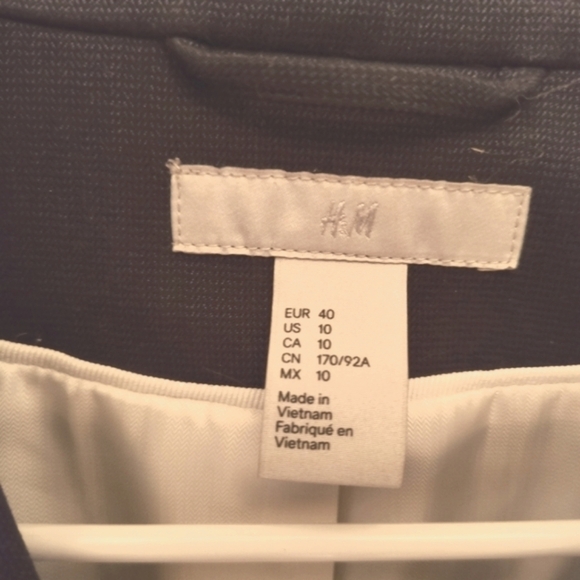 H&M
EUR 40
US 10
CA 10
CN 170/92A
MX 10
Made in
Vietnam
Fabriqué en
Vietnam